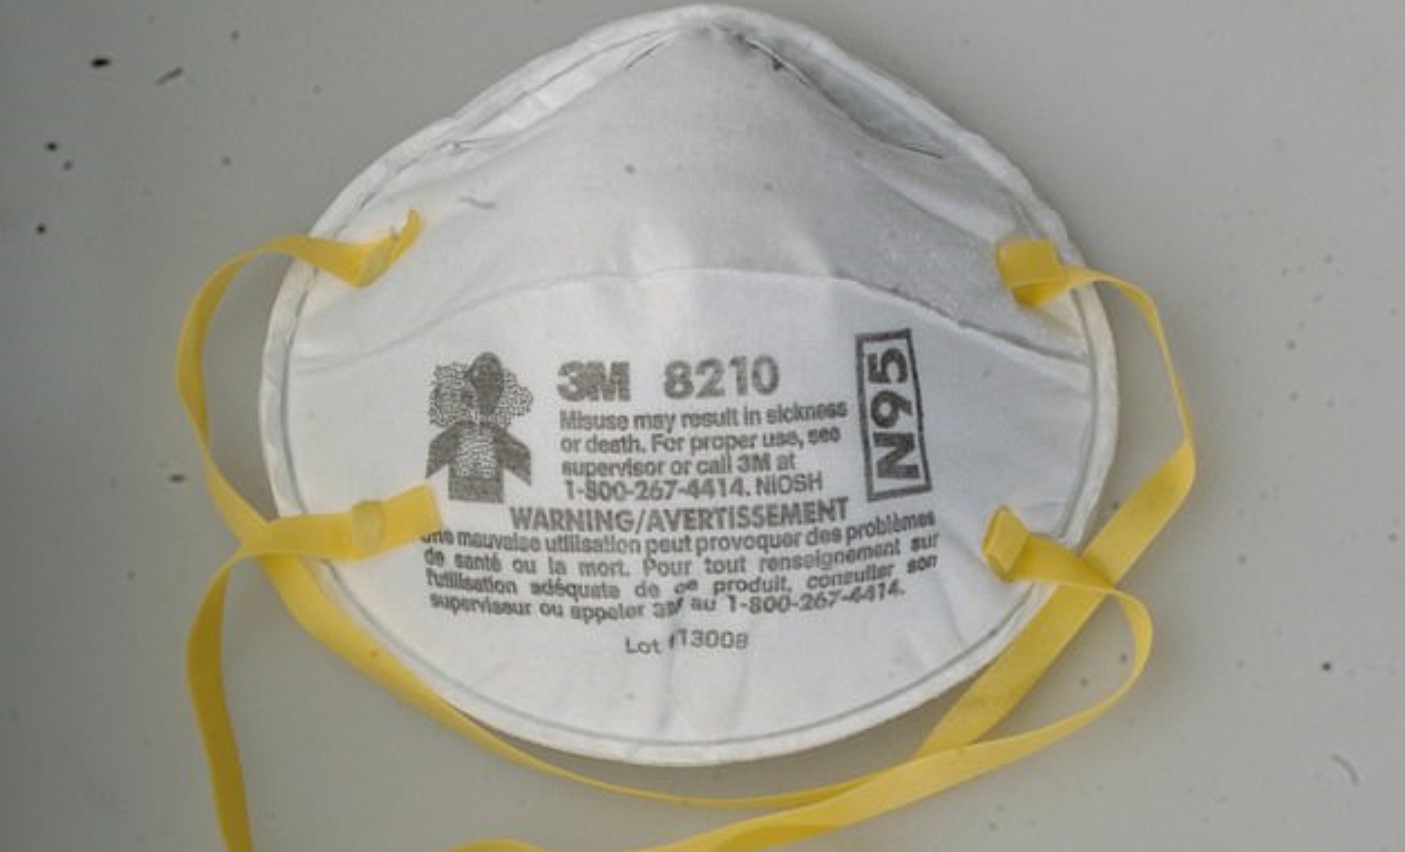 3M 8210
N95
Misuse may result in sickness
or death. For proper use, see
supervisor or call 3M at
1-800-267-4414. NIOSH
WARNING/AVERTISSEMENT
Une mauvaise utilisation peut provoquer des problèmes
de santé ou la mort. Pour tout renseignement sur
l'utilisation adéquate de ce produit, consulter son
superviseur ou appeler 3M au 1-800-267-4414.
Lot 13008